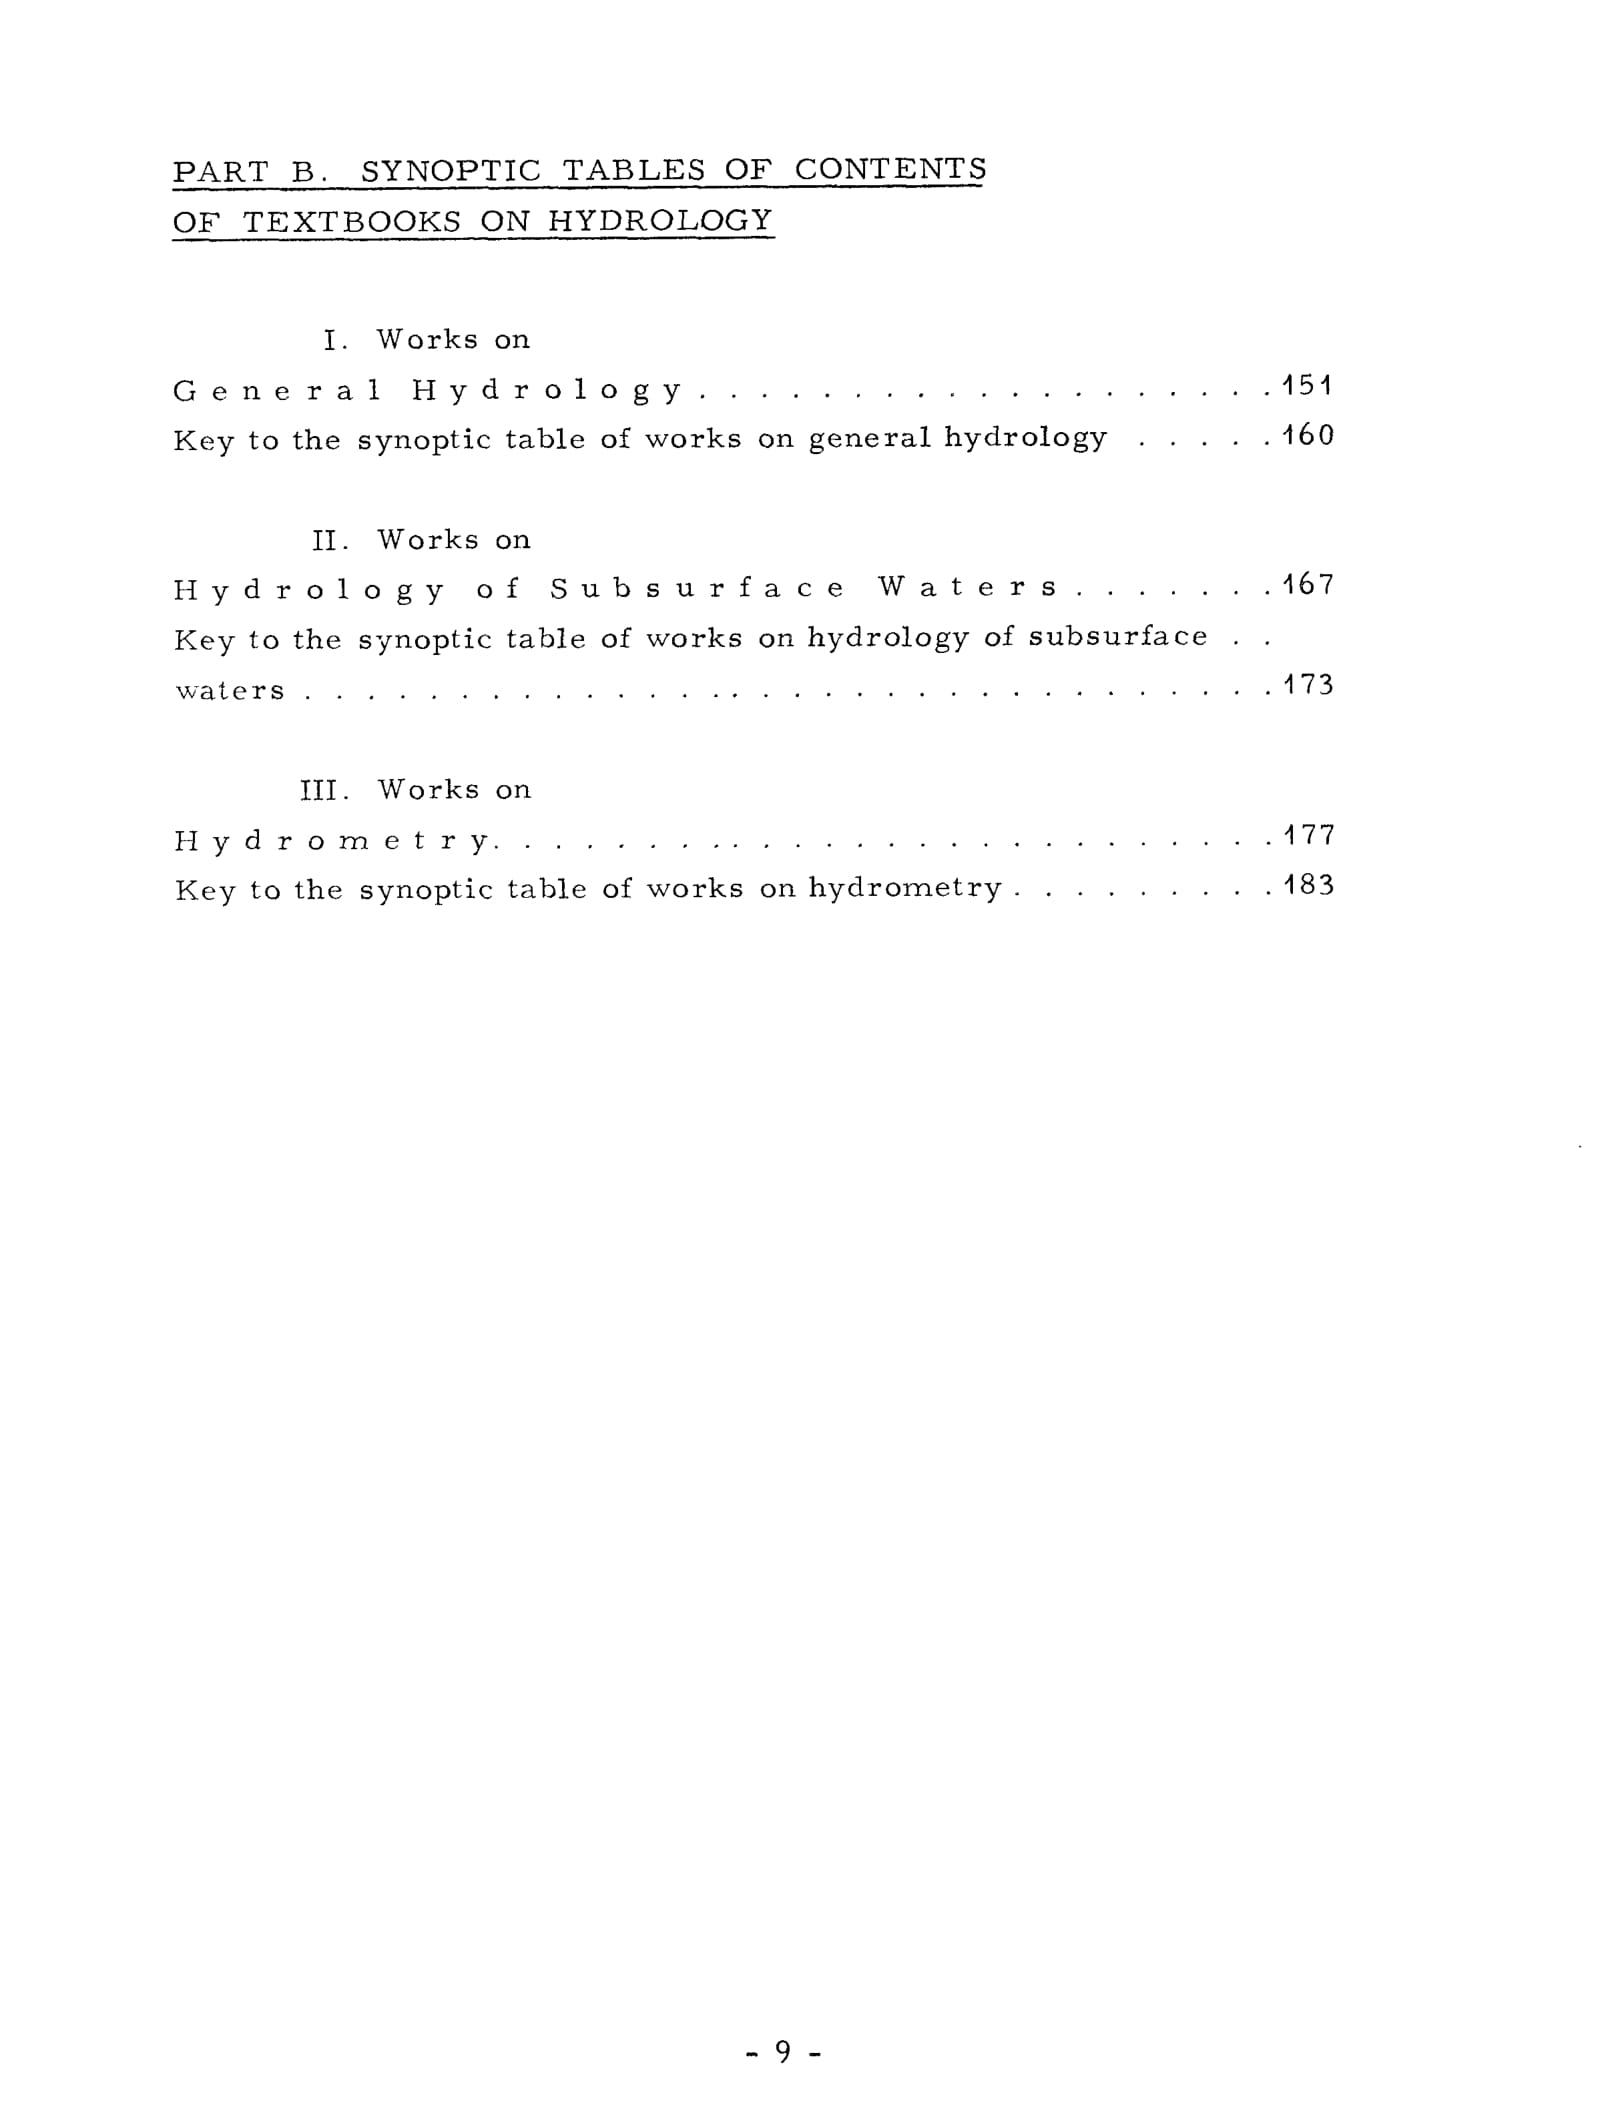 PART B. SYNOPTIC TABLES OF CONTENTS
OF TEXTBOOKS ON HYDROLOGY
I. Works on
General Hydrology . . . . . . . . . . . . . . . . . . . 151
Key to the synoptic table of works on general hydrology . . . . . 160
II. Works on
Hydrology of Subsurface Waters . . . . . . . 167
Key to the synoptic table of works on hydrology of subsurface . .
waters . . . . . . . . . . . . . . . . . . . . . . . . . . . . . . . . 173
III. Works on
Hydrometry. . . . . . . . . . . . . . . . . . . . . . . . . . 177
Key to the synoptic table of works on hydrometry . . . . . . . . . 183
- 9 -